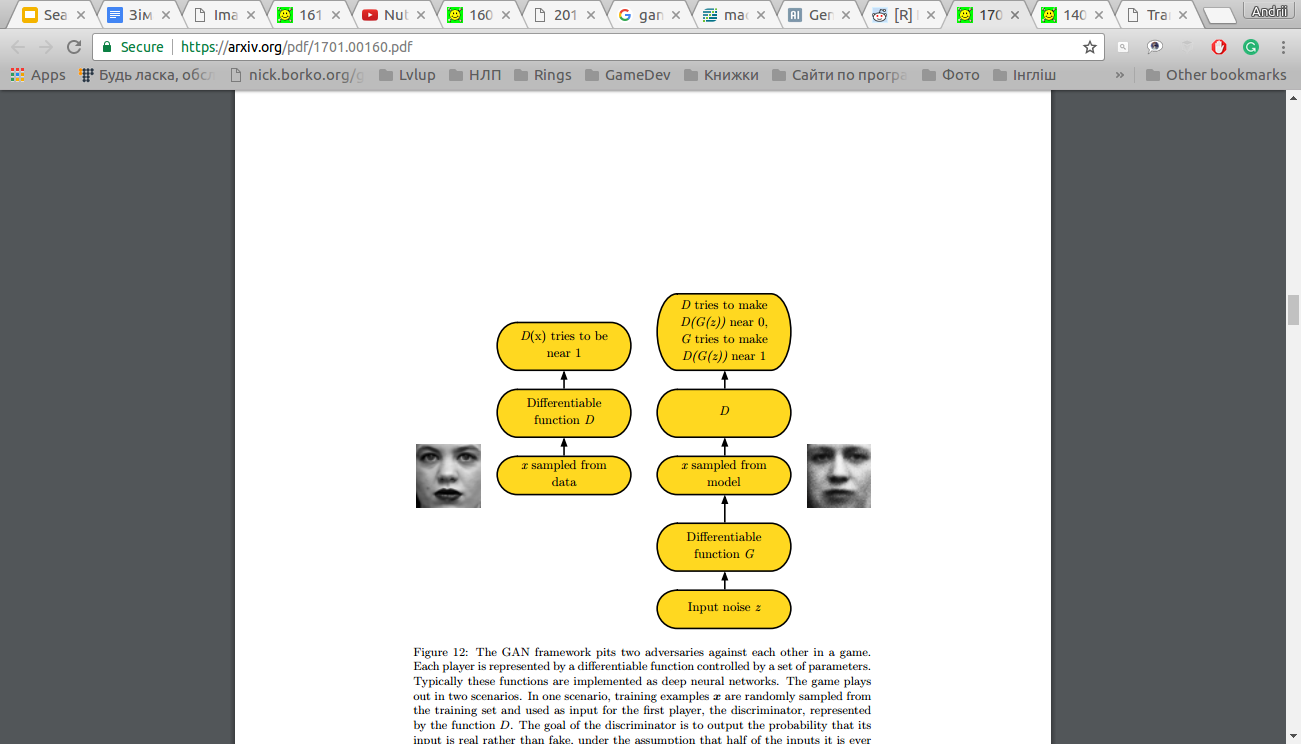 Sea
Зім
Ima
161
Nut
160
201
gan
mac
Ger
[R]
170
140
Tra
Andrii
Secure
https://arxiv.org/pdf/1701.00160.pdf
Apps
Будь ласка, обсл
nick.borko.org/g
Lvlup
НЛП
Rings
GameDev
Книжки
Сайти по програ
Фото
Інгліш
»
Other bookmarks
D(x) tries to be
near 1
Differentiable
function D
x sampled from
data
D tries to make
D(G(z)) near 0,
G tries to make
D(G(z)) near 1
D
x sampled from
model
Differentiable
function G
Input noise z
Figure 12: The GAN framework pits two adversaries against each other in a game.
Each player is represented by a differentiable function controlled by a set of parameters.
Typically these functions are implemented as deep neural networks. The game plays
out in two scenarios. In one scenario, training examples x are randomly sampled from
the training set and used as input for the first player, the discriminator, represented
by the function D. The goal of the discriminator is to output the probability that its
input is real rather than fake, under the assumption that half of the inputs it is ever